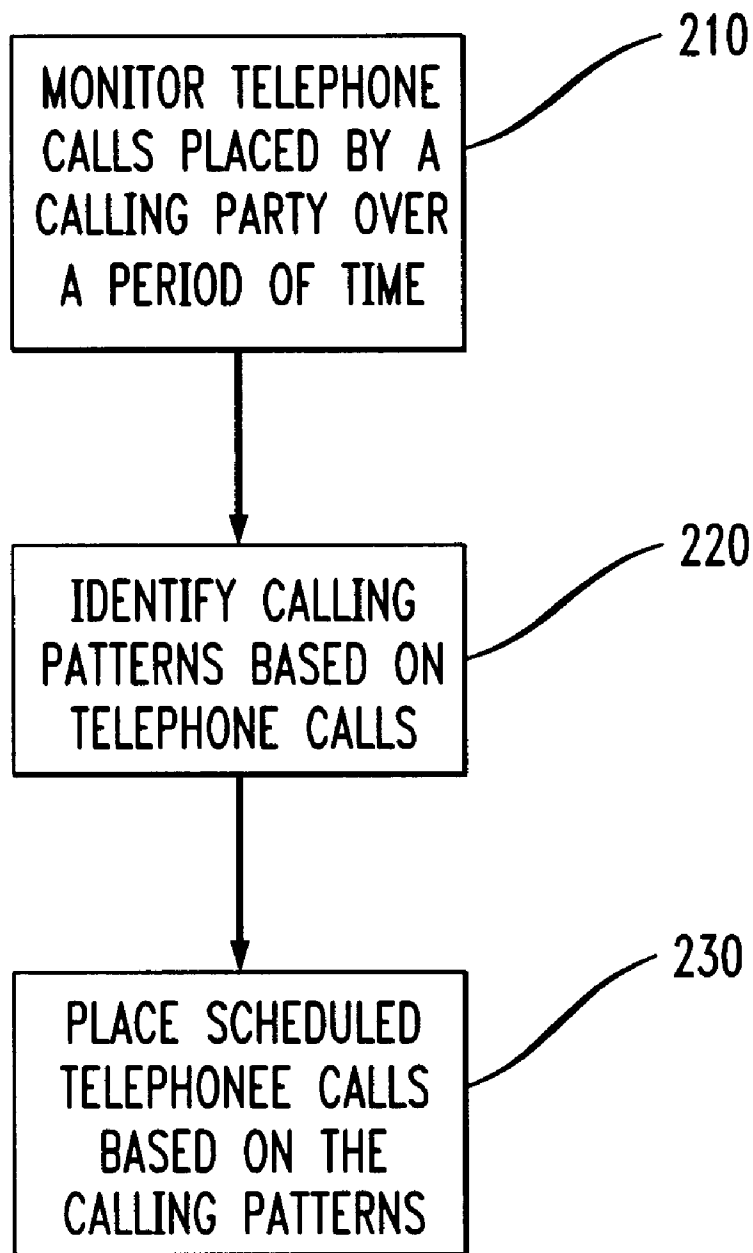 210
MONITOR TELEPHONE
CALLS PLACED BY A
CALLING PARTY OVER
A PERIOD OF TIME
220
IDENTIFY CALLING
PATTERNS BASED ON
TELEPHONE CALLS
230
PLACE SCHEDULED
TELEPHONEE CALLS
BASED ON THE
CALLING PATTERNS